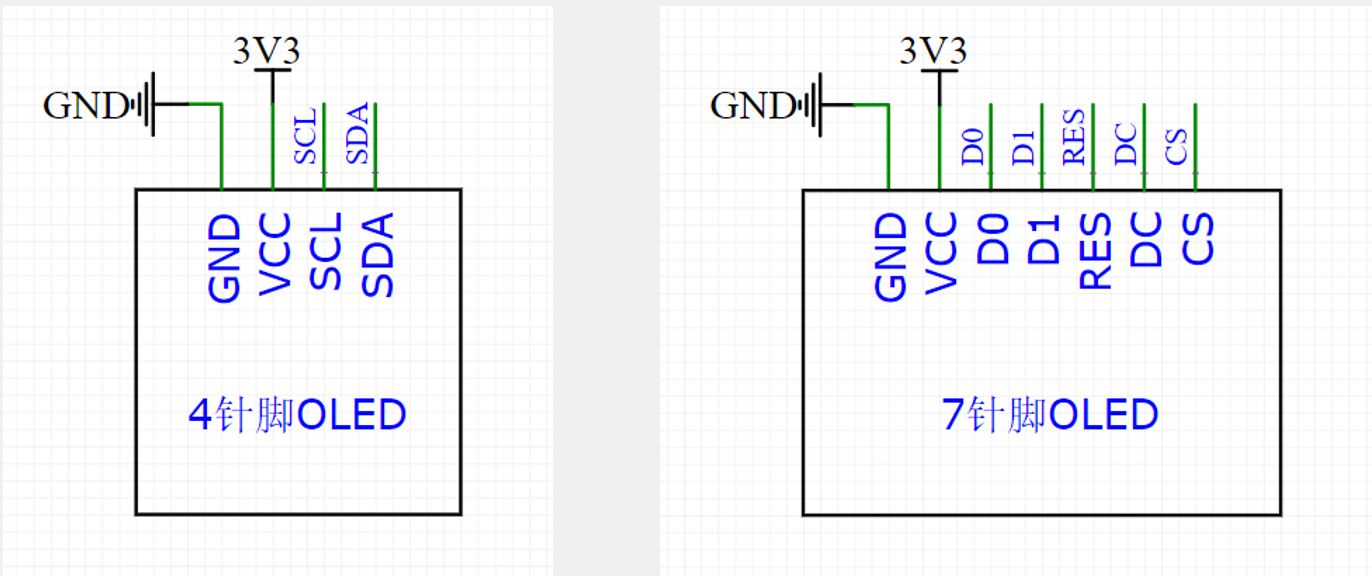 3V3
GND
SCL
SDA
GND
VCC
SCL
SDA
4针脚OLED
3V3
GND
D0
D1
RES
DC
CS
GND
VCC
D0
D1
RES
DC
CS
7针脚OLED